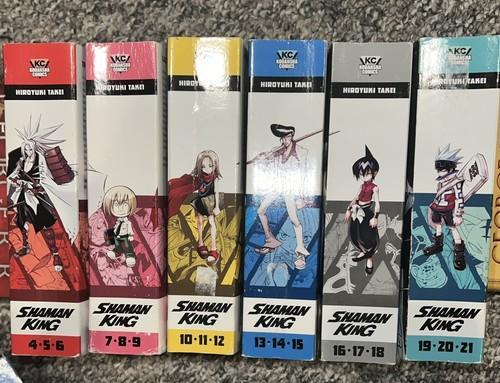 KC
KODANSHA
COMICS
HIROYUKI TAKEI
SHAMAN
KING
4·5·6
KC
KODANSHA
COMICS
HIROYUKI TAKEI
SHAMAN
KING
7·8·9
KC
KODANSHA
COMICS
HIROYUKI TAKEI
SHAMAN
KING
10·11·12
KC
KODANSHA
COMICS
HIROYUKI TAKEI
SHAMAN
KING
13·14·15
KC
KODANSHA
COMICS
HIROYUKI TAKEI
SHAMAN
KING
16·17·18
KC
KODANSHA
COMICS
HIROYUKI TAKEI
SHAMAN
KING
19·20·21